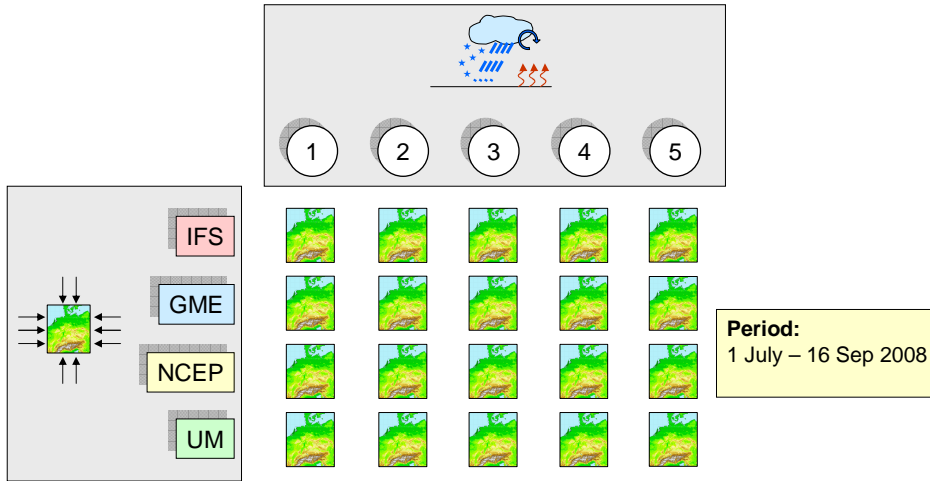 1 2 3 4 5
IFS
GME
NCEP
UM
Period:
1 July – 16 Sep 2008